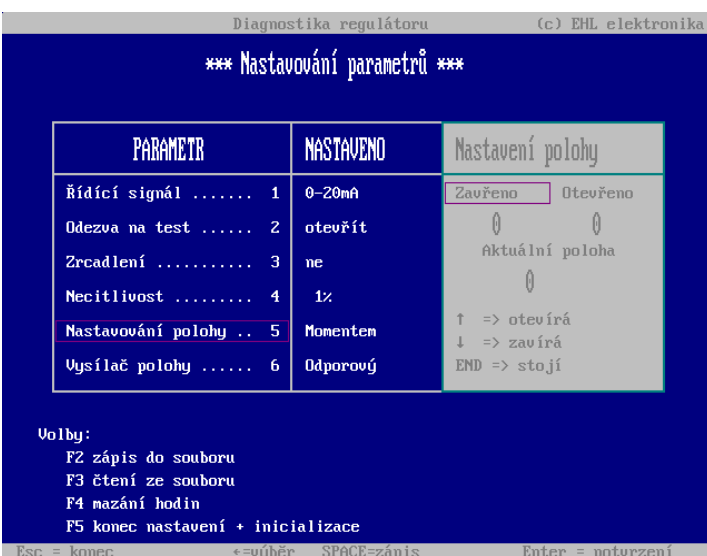 Diagnostika regulátoru (c) EHL elektronika
*** Nastavování parametrů ***
PARAMETR NASTAVENO Nastavení polohy
Řídící signál ....... 1 0-20mA Zavřeno Otevřeno
Odezva na test ...... 2 otevřít 0 0
Zrcadlení ........... 3 ne Aktuální poloha
Necitlivost ......... 4 1% 0
Nastavování polohy .. 5 Momentem ↑ => otevírá
↓ => zavírá
Vysílač polohy ...... 6 Odporový END => stojí
Volby:
F2 zápis do souboru
F3 čtení ze souboru
F4 mazání hodin
F5 konec nastavení + inicializace
Esc = konec ←=výběr SPACE=zápis Enter = potvrzení